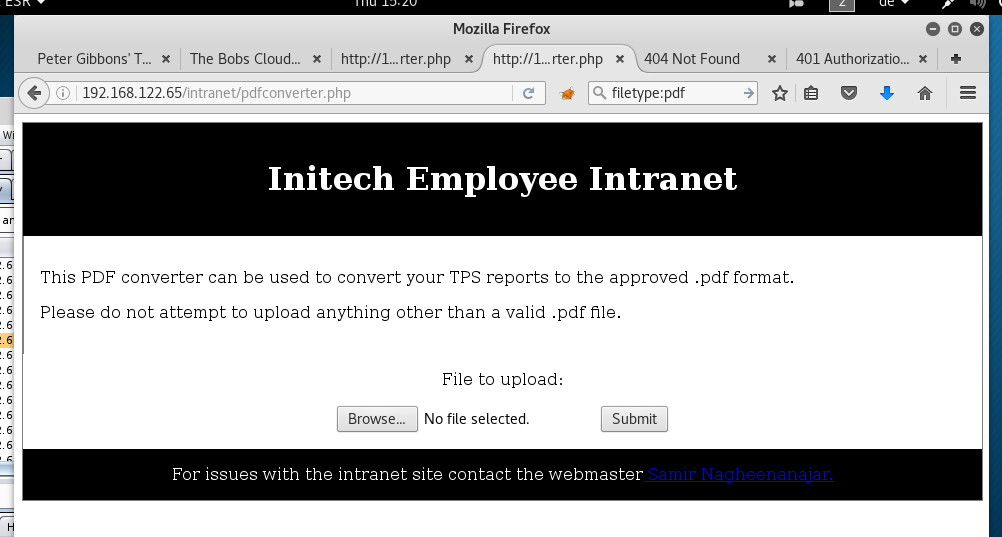 ESR
Thu 15:20
2
de
Mozilla Firefox
Peter Gibbons' T... The Bobs Cloud... http://1...rter.php http://1...rter.php 404 Not Found 401 Authorizatio...
192.168.122.65/intranet/pdfconverter.php
filetype:pdf
Initech Employee Intranet
This PDF converter can be used to convert your TPS reports to the approved .pdf format.
Please do not attempt to upload anything other than a valid .pdf file.
File to upload:
Browse... No file selected. Submit
For issues with the intranet site contact the webmaster Samir Nagheenanajar.